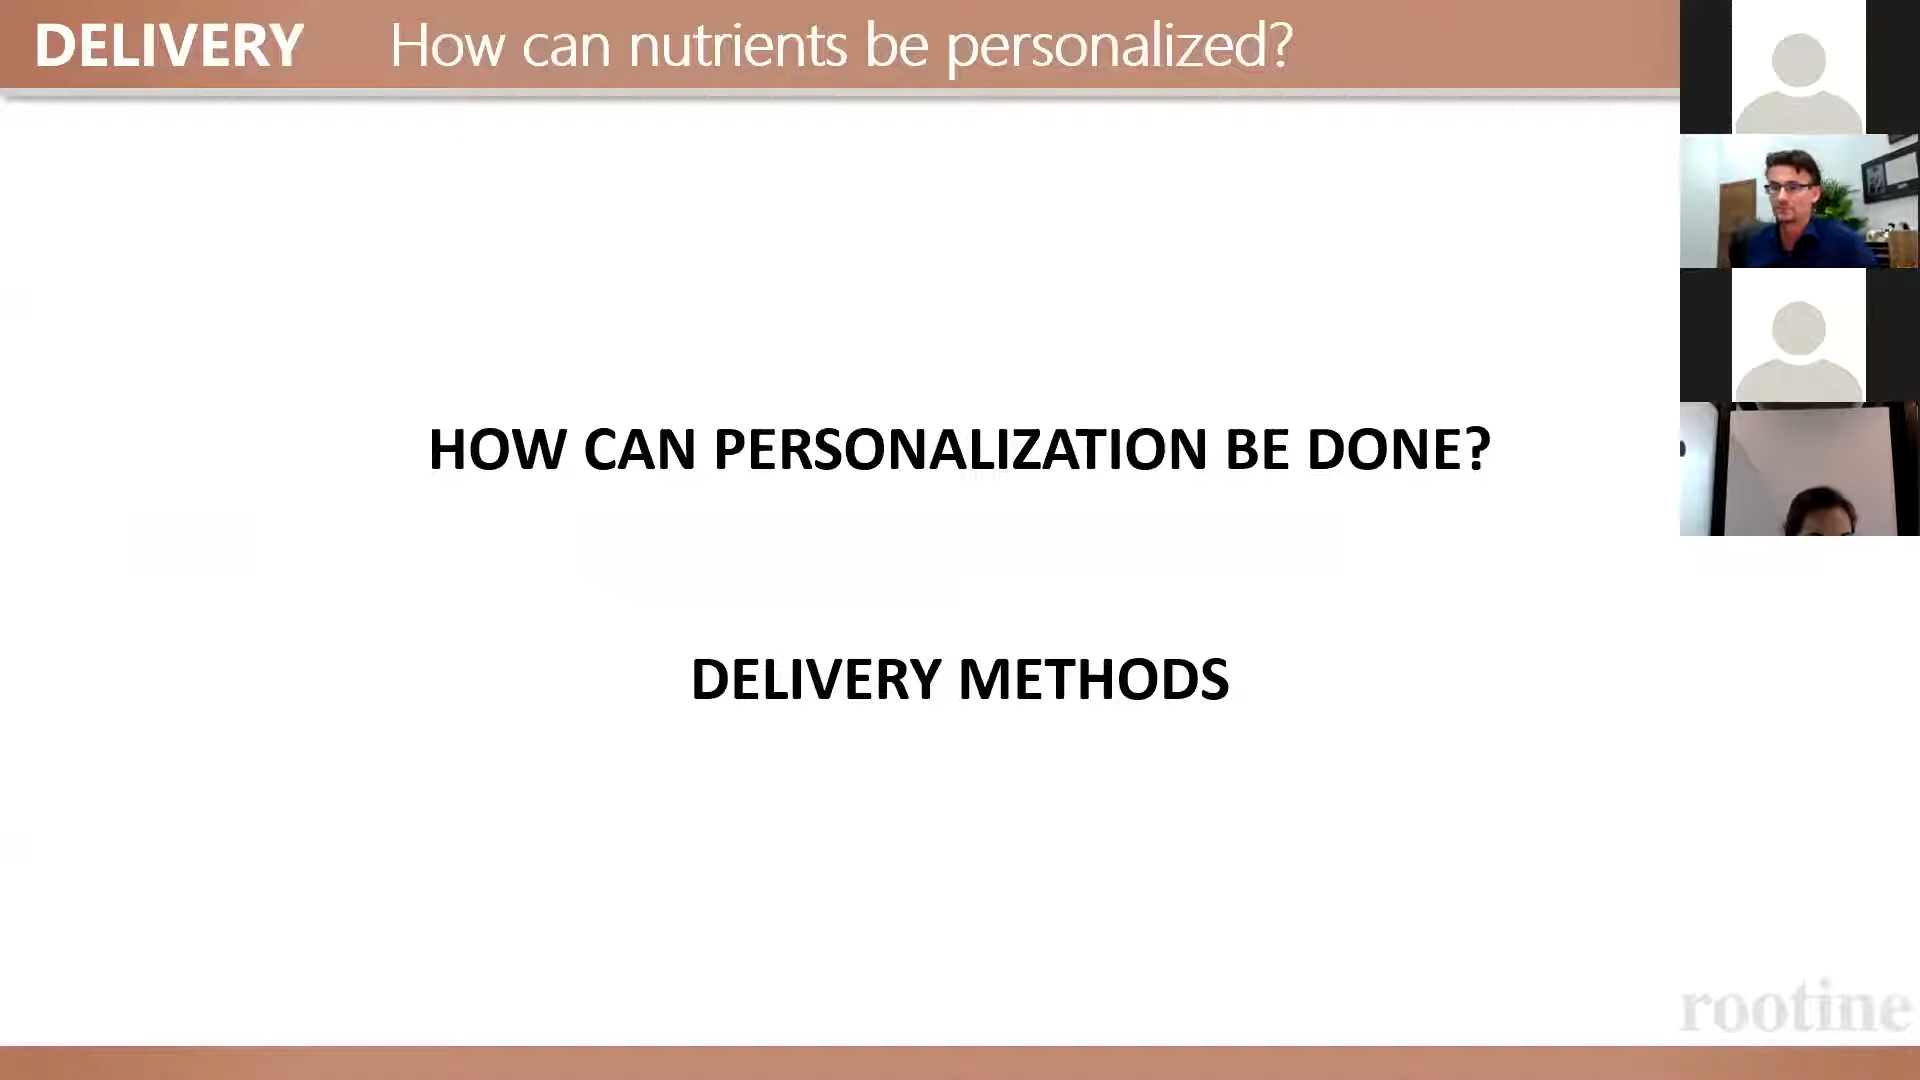 DELIVERY How can nutrients be personalized?
HOW CAN PERSONALIZATION BE DONE?
DELIVERY METHODS
rootine